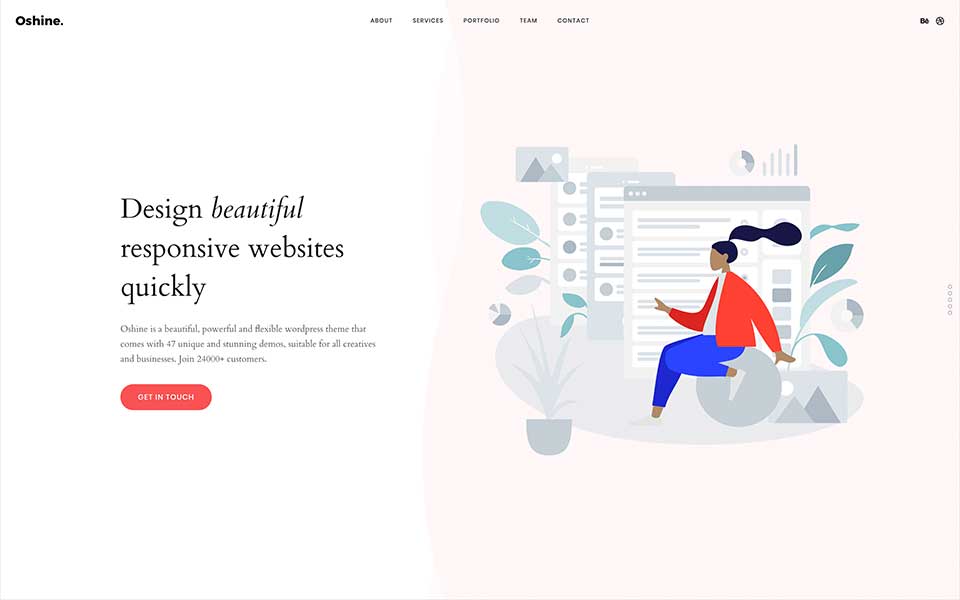 Oshine.
ABOUT SERVICES PORTFOLIO TEAM CONTACT
Bē
Design beautiful
responsive websites
quickly
Oshine is a beautiful, powerful and flexible wordpress theme that
comes with 47 unique and stunning demos, suitable for all creatives
and businesses. Join 24000+ customers.
GET IN TOUCH